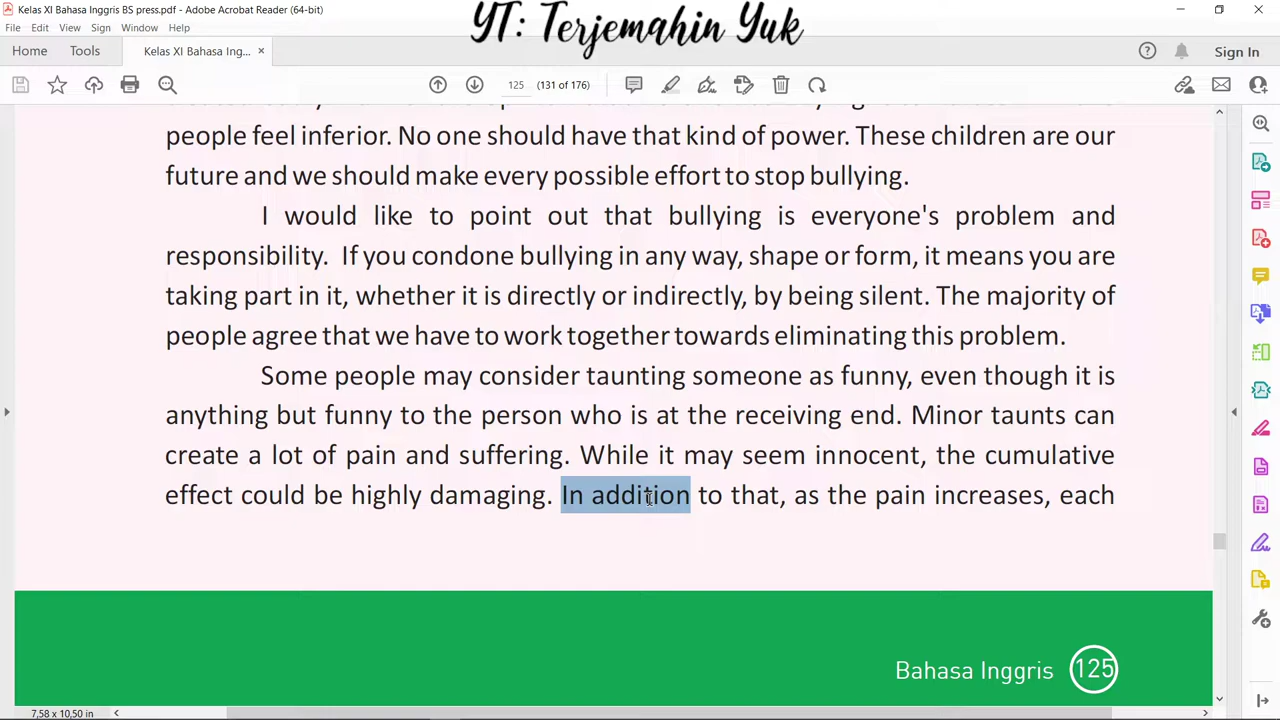 Kelas XI Bahasa Inggris BS press.pdf - Adobe Acrobat Reader (64-bit)
YT: Terjemahin Yuk
File Edit View Sign Window Help
Home Tools Kelas XI Bahasa Ing... × Sign In
125 (131 of 176)
people feel inferior. No one should have that kind of power. These children are our
future and we should make every possible effort to stop bullying.
I would like to point out that bullying is everyone's problem and
responsibility. If you condone bullying in any way, shape or form, it means you are
taking part in it, whether it is directly or indirectly, by being silent. The majority of
people agree that we have to work together towards eliminating this problem.
Some people may consider taunting someone as funny, even though it is
anything but funny to the person who is at the receiving end. Minor taunts can
create a lot of pain and suffering. While it may seem innocent, the cumulative
effect could be highly damaging. In addition to that, as the pain increases, each
Bahasa Inggris 125
7,58 x 10,50 in